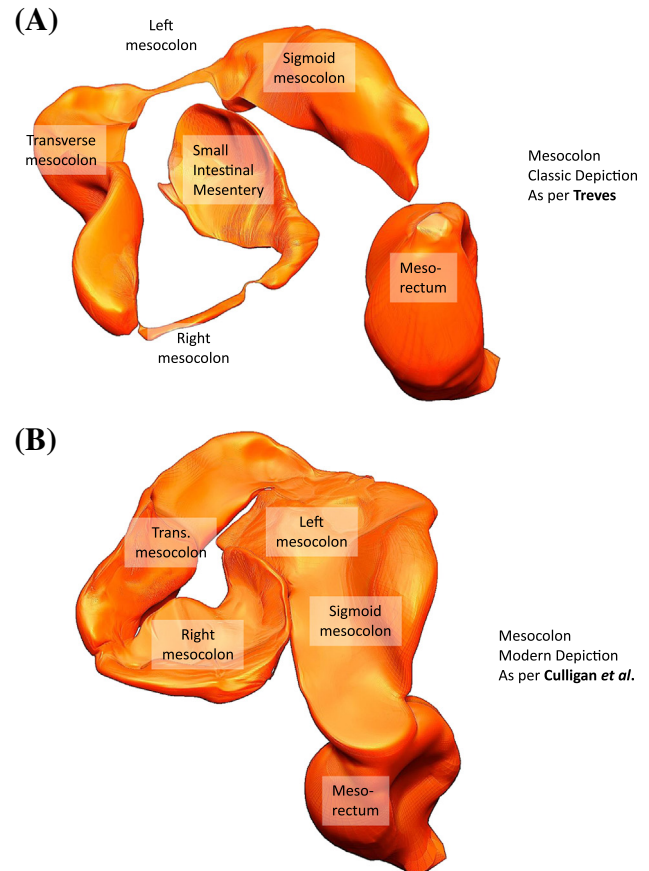 (A)
Left
mesocolon
Sigmoid
mesocolon
Transverse
mesocolon
Small
Intestinal
Mesentery
Mesocolon
Classic Depiction
As per Treves
Meso-
rectum
Right
mesocolon
(B)
Left
mesocolon
Trans.
mesocolon
Sigmoid
mesocolon
Right
mesocolon
Mesocolon
Modern Depiction
As per Culligan et al.
Meso-
rectum